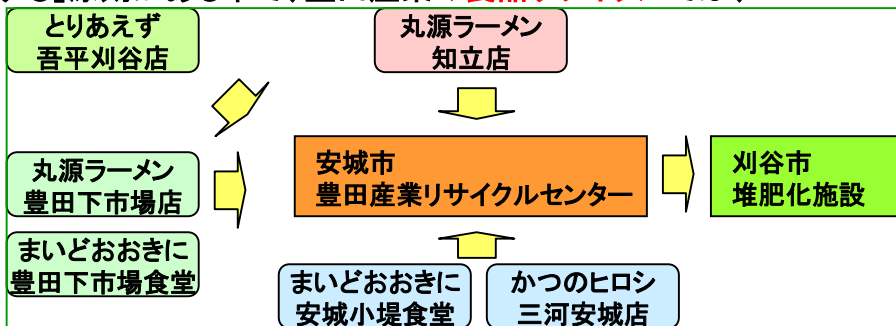 とりあえず
吾平刈谷店
丸源ラーメン
知立店
丸源ラーメン
豊田下市場店
安城市
豊田産業リサイクルセンター
刈谷市
堆肥化施設
まいどおおきに
豊田下市場食堂
まいどおおきに
安城小堤食堂
かつのヒロシ
三河安城店